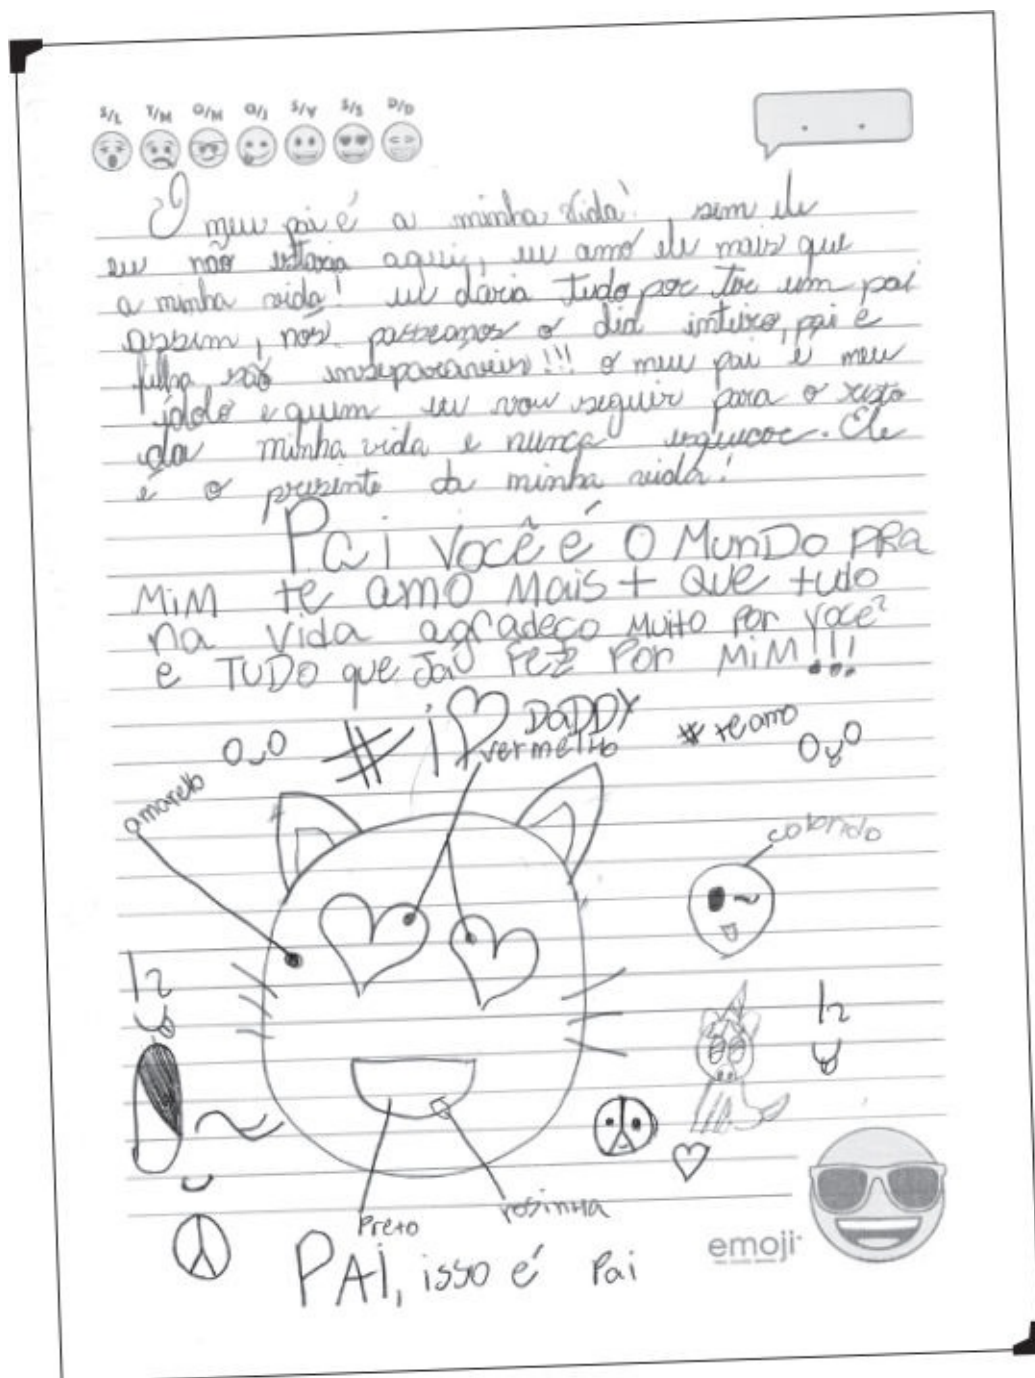 S/L T/M Q/M Q/J S/A S/S D/D
O meu pai é a minha vida!, sem ele
eu não estaria aqui, eu amo ele mais que
a minha vida! eu daria tudo por ter um pai
assim, nós passeamos o dia inteiro, pai e
filha são inseparáveis!!! o meu pai é meu
ídolo e quem eu vou seguir para o resto
da minha vida e nunca esquecer. Ele
é o presente da minha vida!
Pai você é o MunDo PRa
MiM te amo Mais + que tudo
na vida agradeço Muito Por você
e TUDO que Já Fez Por MiM!!!
# i ♡ DaDDY
# te amo
vermelho
amarelo
colorido
Preto
rosinha
emoji
PAi, isso é Pai